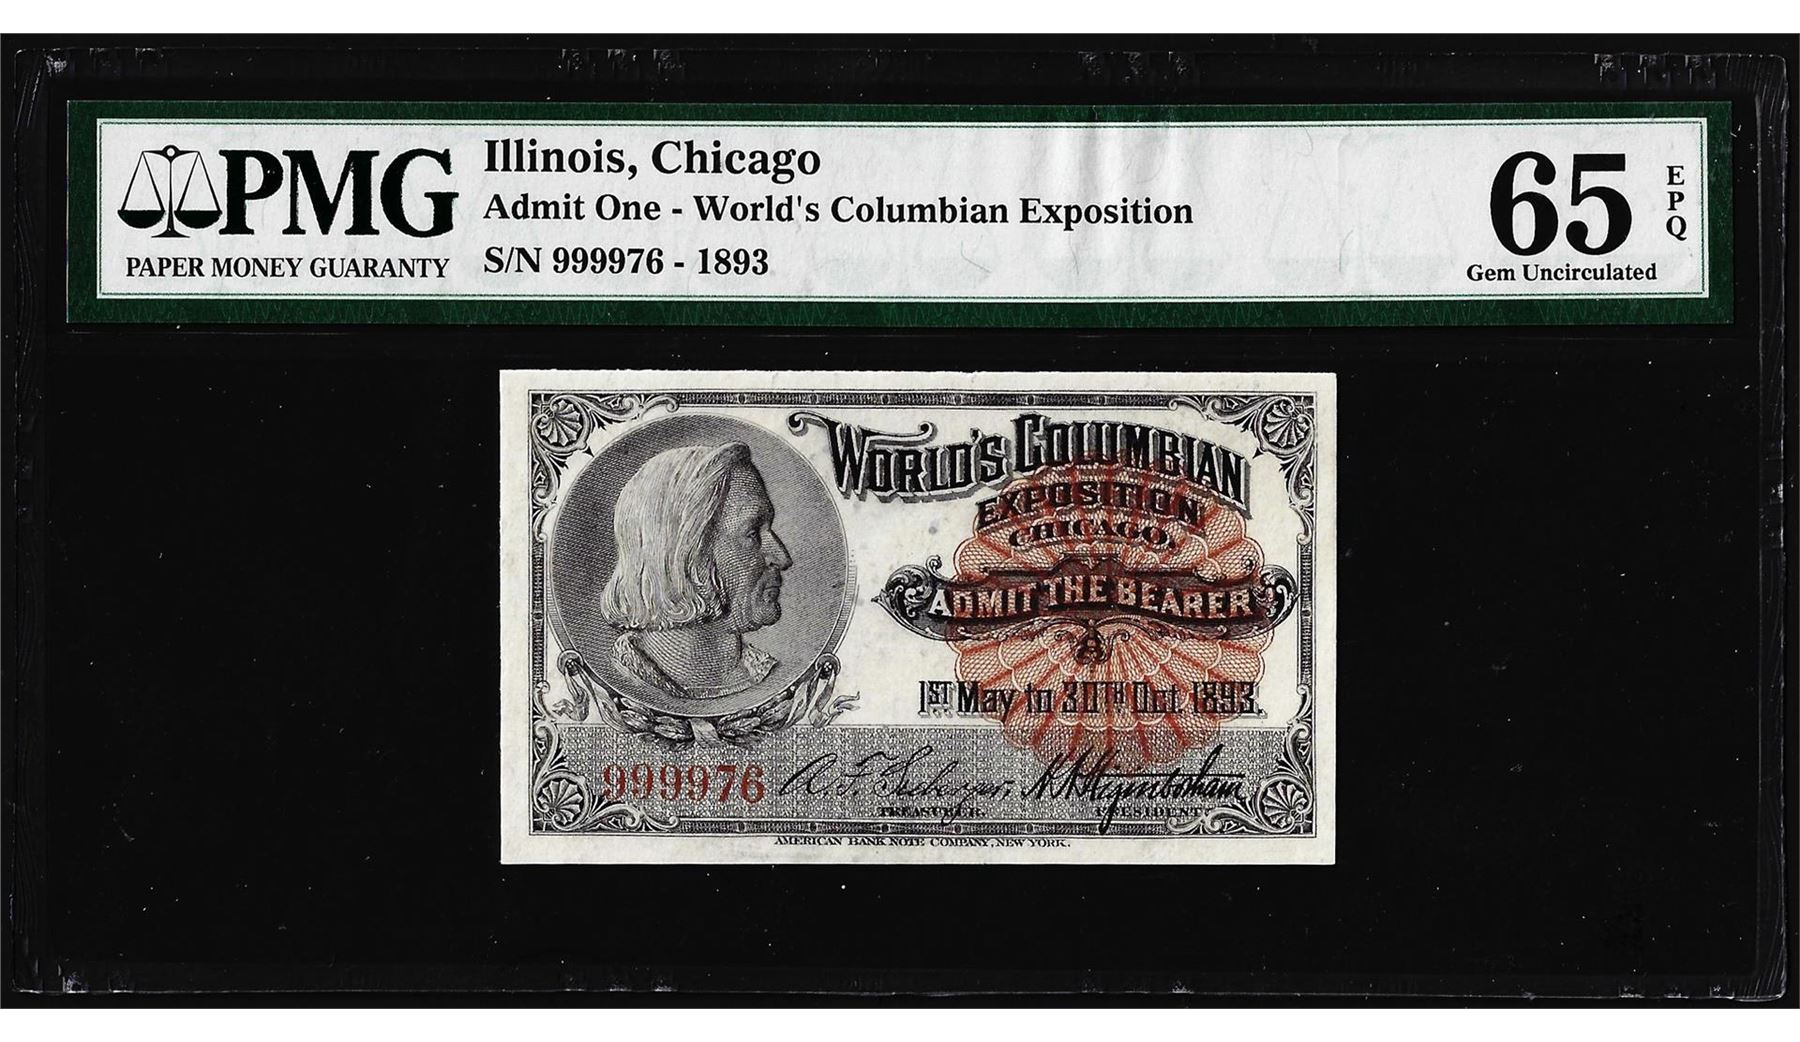 PMG
PAPER MONEY GUARANTY
Illinois, Chicago
Admit One - World's Columbian Exposition
S/N 999976 - 1893
65
EPQ
Gem Uncirculated
WORLD'S COLUMBIAN
EXPOSITION
CHICAGO.
ADMIT THE BEARER
1ST May to 30TH Oct. 1893.
999976
TREASURER.
PRESIDENT
AMERICAN BANK NOTE COMPANY, NEW YORK.